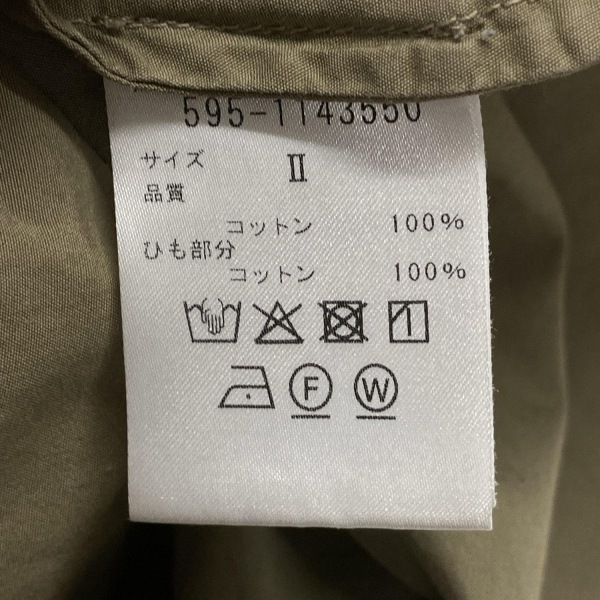 595-1143550
サイズ II
品質
コットン 100%
ひも部分
コットン 100%
F W